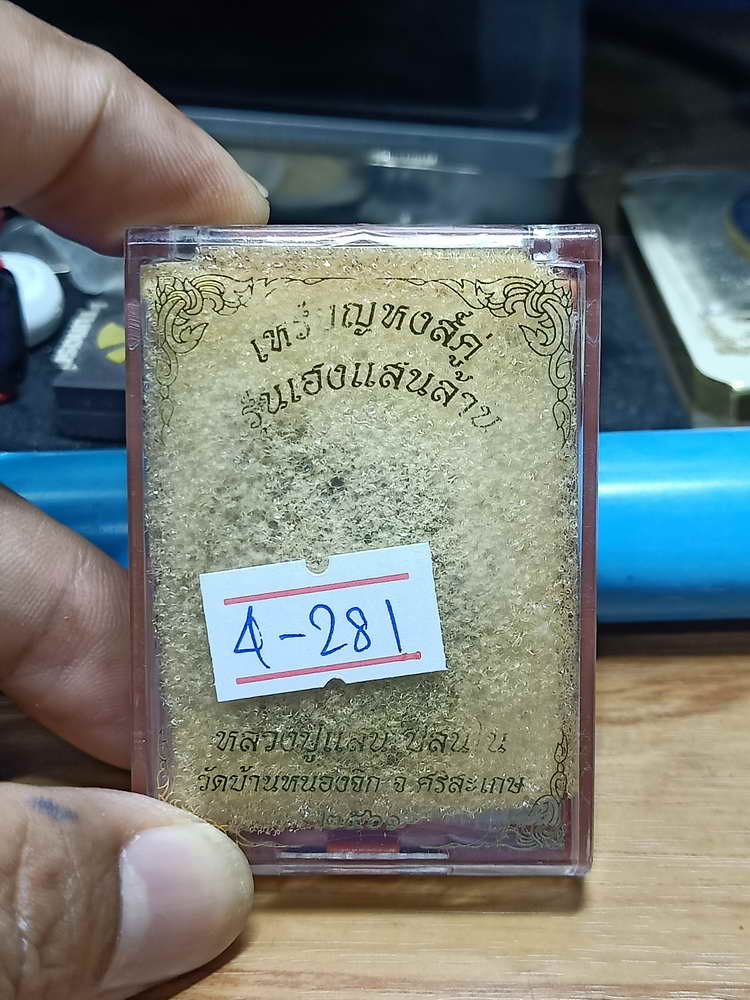 เหรียญหงส์คู่
รุ่นเฮงแสนล้าน
4-281
หลวงปู่แสน ปสนฺโน
วัดบ้านหนองจิก จ ศรสะเกษ